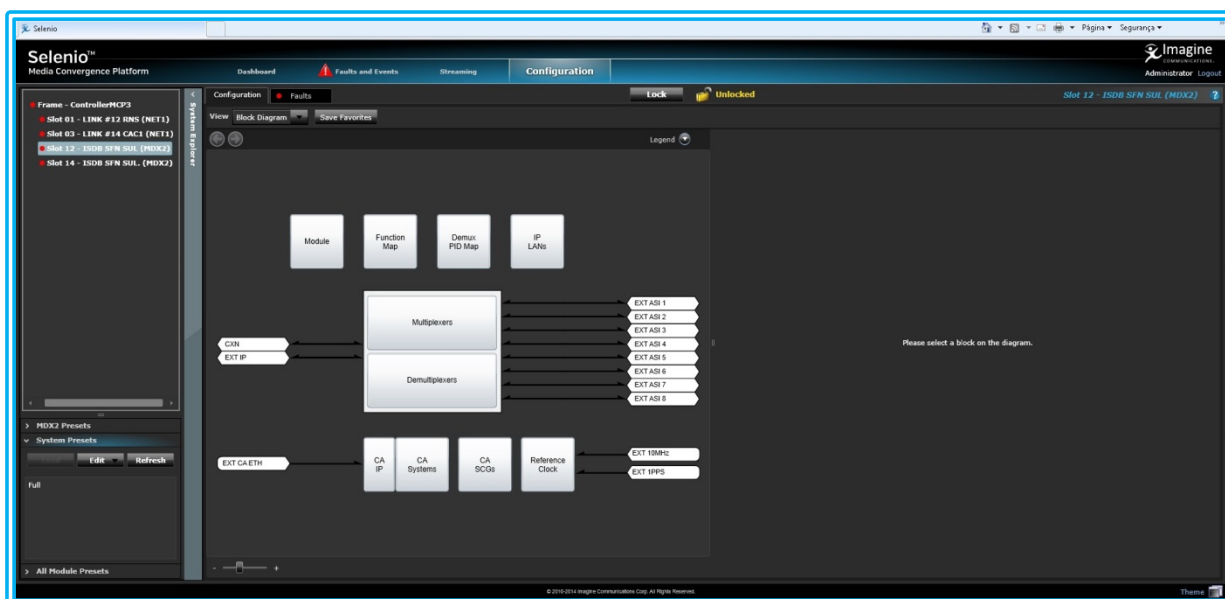 Selenio
Página
Segurança
Selenio™
Media Convergence Platform
Dashboard
Faults and Events
Streaming
Configuration
Imagine
COMMUNICATIONS.
Administrator Logout
Frame - ControllerMCP3
Slot 01 - LINK #12 RNS (NET1)
Slot 03 - LINK #14 CAC1 (NET1)
Slot 12 - ISDB SFN SUL (MDX2)
Slot 14 - ISDB SFN SUL. (MDX2)
System Explorer
Configuration
Faults
Lock
Unlocked
Slot 12 - ISDB SFN SUL (MDX2) ?
View Block Diagram
Save Favorites
Legend
Module
Function
Map
Demux
PID Map
IP
LANs
Multiplexers
Demultiplexers
CXN
EXT IP
EXT ASI 1
EXT ASI 2
EXT ASI 3
EXT ASI 4
EXT ASI 5
EXT ASI 6
EXT ASI 7
EXT ASI 8
EXT CA ETH
CA
IP
CA
Systems
CA
SCGs
Reference
Clock
EXT 10MHz
EXT 1PPS
Please select a block on the diagram.
MDX2 Presets
System Presets
Edit
Refresh
Full
All Module Presets
- +
© 2010-2014 Imagine Communications Corp. All Rights Reserved.
Theme